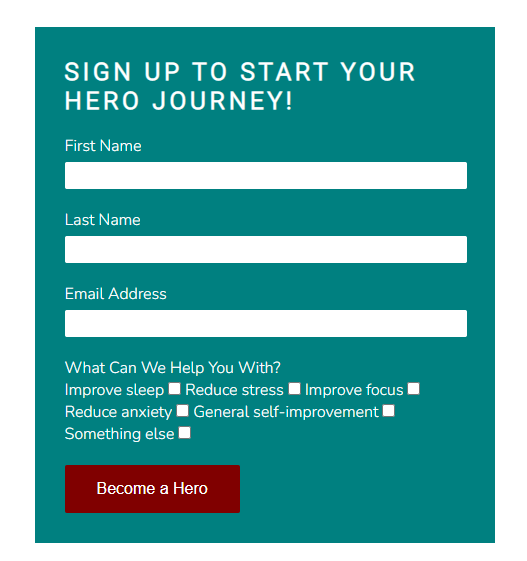 SIGN UP TO START YOUR
HERO JOURNEY!
First Name
Last Name
Email Address
What Can We Help You With?
Improve sleep Reduce stress Improve focus
Reduce anxiety General self-improvement
Something else
Become a Hero